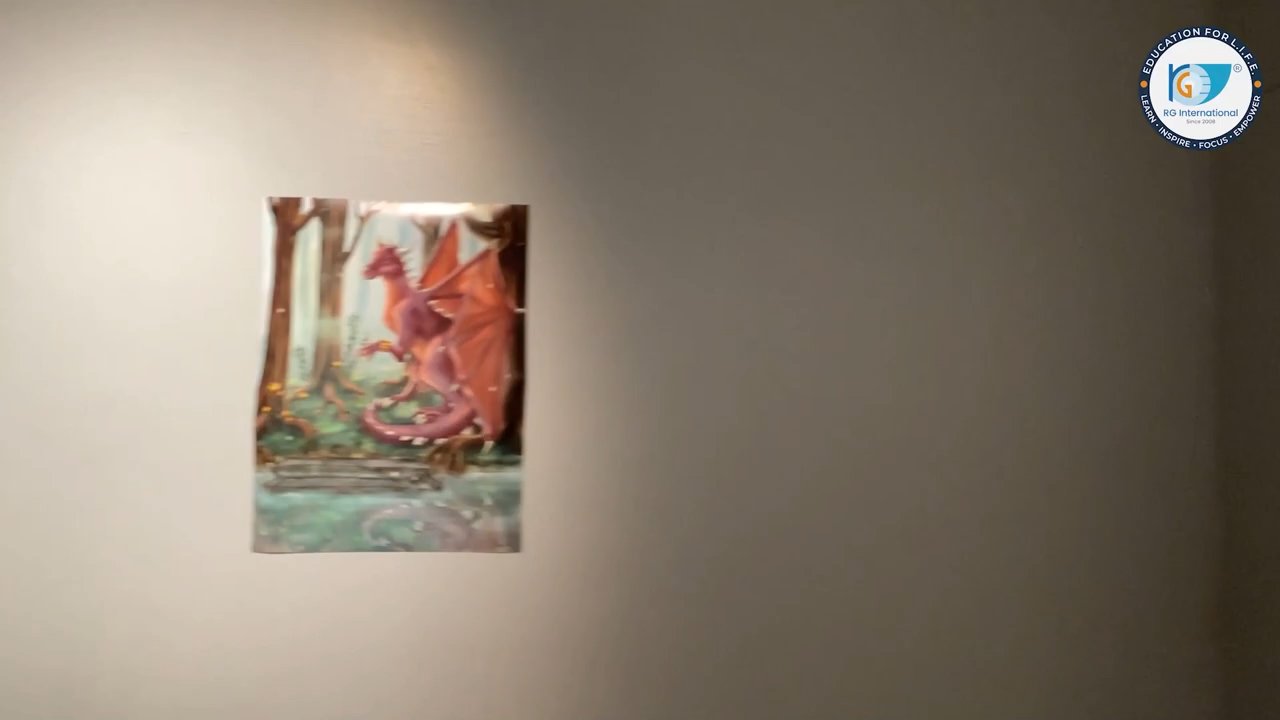 EDUCATION FOR L.I.F.E.
RG
RG International
Since 2008
LEARN • INSPIRE • FOCUS • EMPOWER